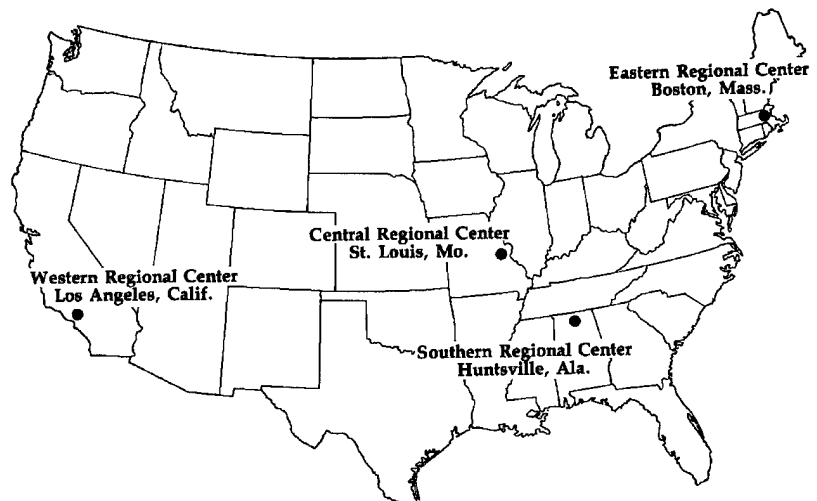 Eastern Regional Center
Boston, Mass.
Central Regional Center
St. Louis, Mo.
Western Regional Center
Los Angeles, Calif.
Southern Regional Center
Huntsville, Ala.